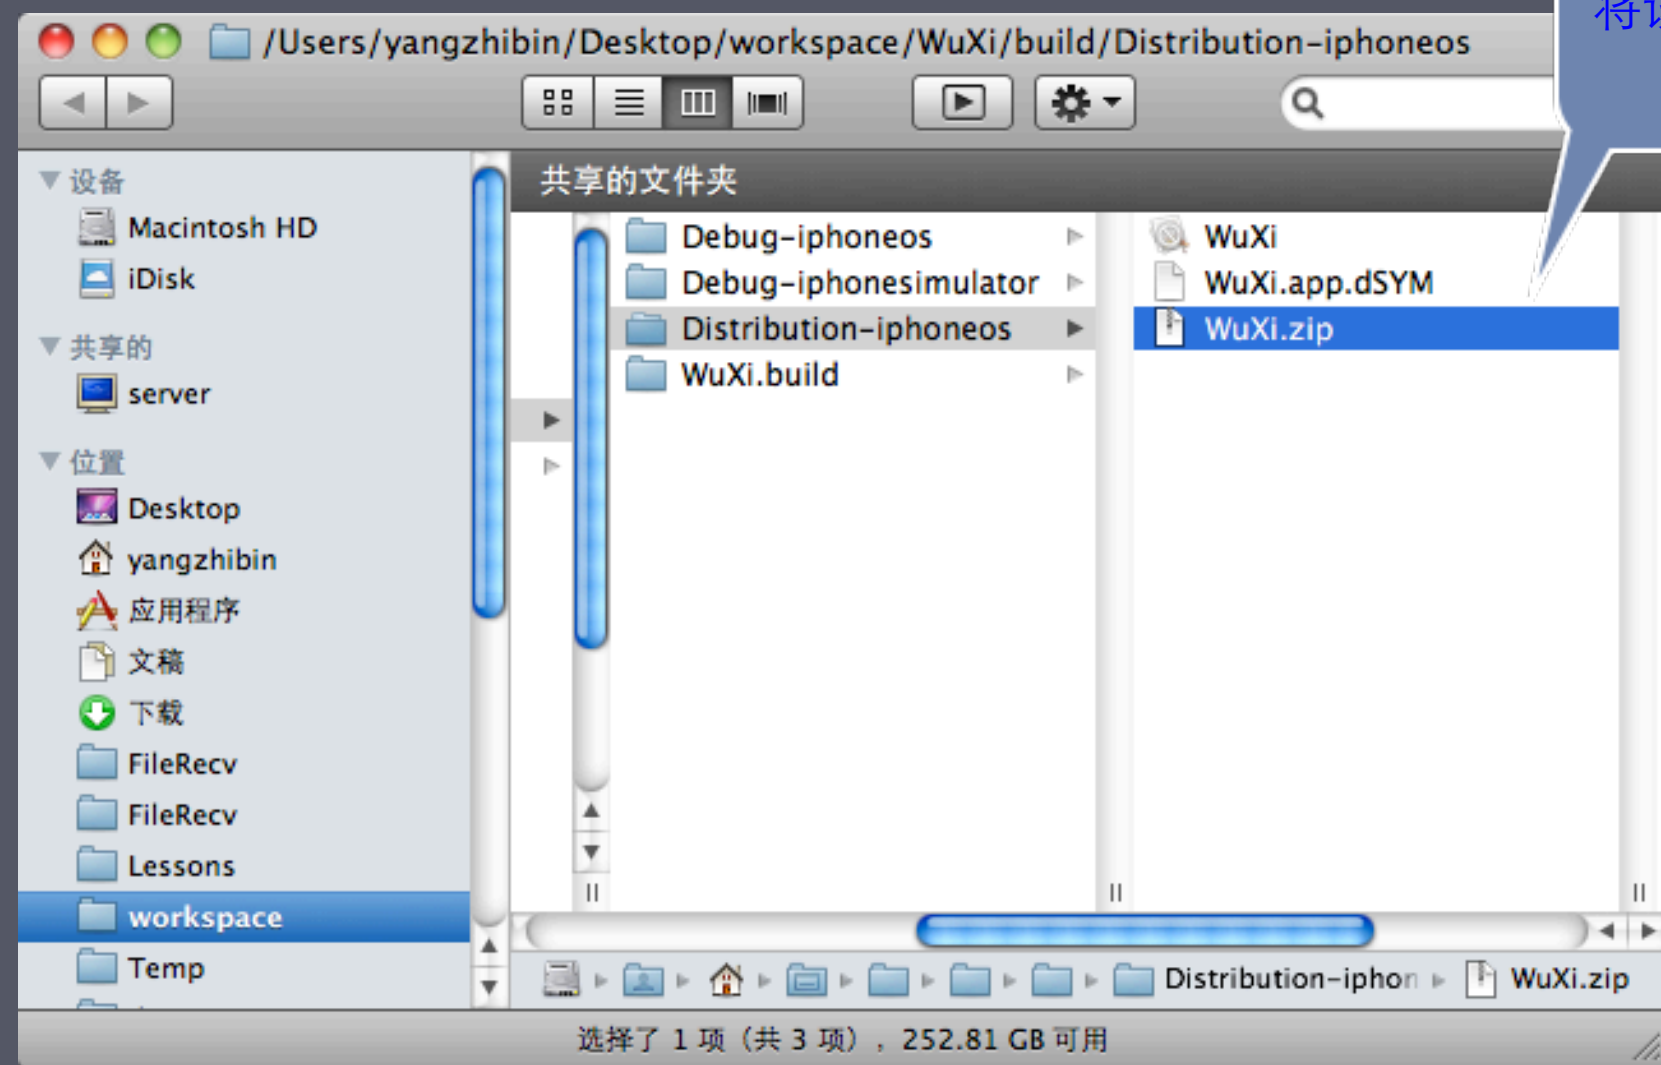 将该
/Users/yangzhibin/Desktop/workspace/WuXi/build/Distribution-iphoneos
设备
Macintosh HD
iDisk
共享的
server
位置
Desktop
yangzhibin
应用程序
文稿
下载
FileRecv
FileRecv
Lessons
workspace
Temp
共享的文件夹
Debug-iphoneos
Debug-iphonesimulator
Distribution-iphoneos
WuXi.build
WuXi
WuXi.app.dSYM
WuXi.zip
Distribution-iphon
WuXi.zip
选择了 1 项（共 3 项），252.81 GB 可用